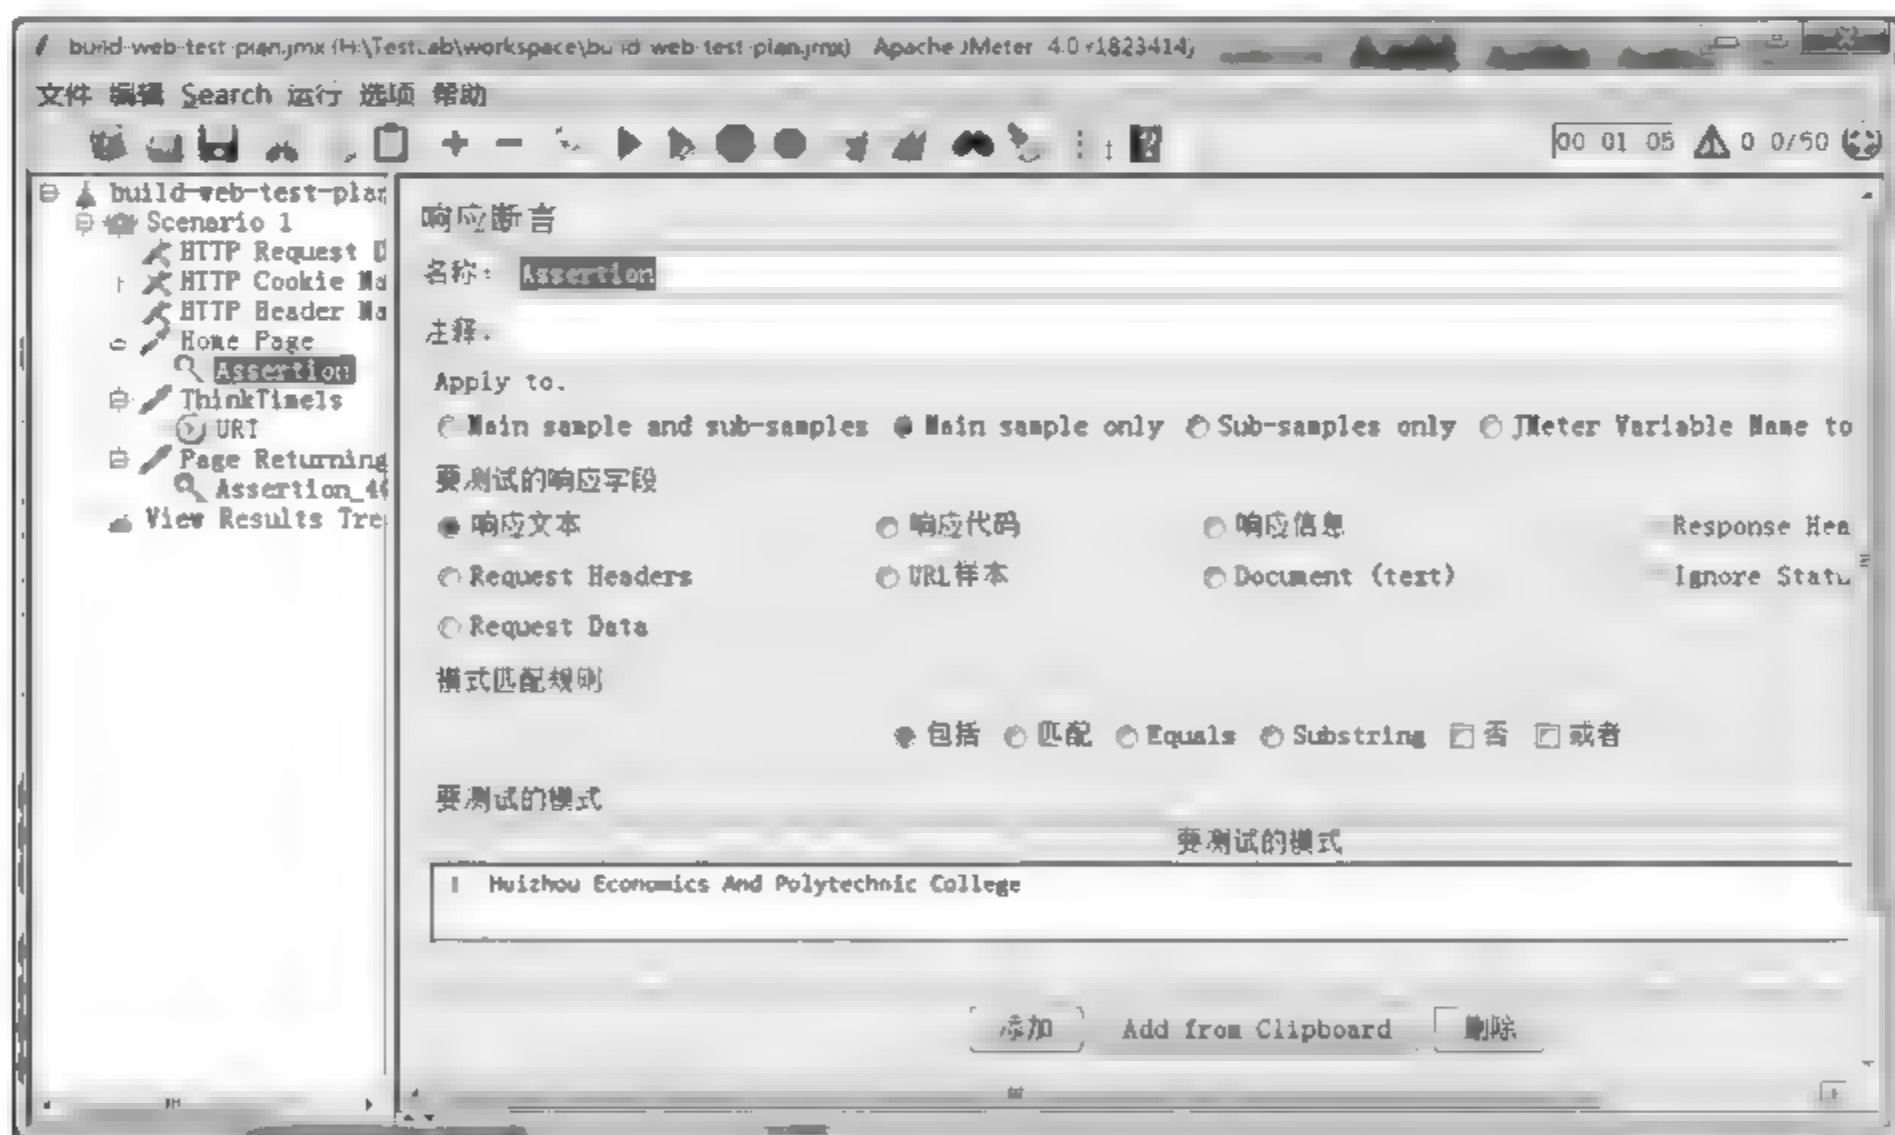 build-web-test-plan.jmx (H:\TestLab\workspace\build-web-test-plan.jmx) Apache JMeter (4.0 r1823414)
文件 编辑 Search 运行 选项 帮助
00 01 05 0 0/50
build-web-test-plan
Scenario 1
HTTP Request D
HTTP Cookie Ma
HTTP Header Ma
Home Page
Assertion
ThinkTime1s
URI
Page Returning
Assertion_40
View Results Tre
响应断言
名称: Assertion
注释:
Apply to:
Main sample and sub-samples Main sample only Sub-samples only JMeter Variable Name to
要测试的响应字段
响应文本 响应代码 响应信息 Response Hea
Request Headers URL样本 Document (text) Ignore Statu
Request Data
模式匹配规则
包括 匹配 Equals Substring 否 或者
要测试的模式
要测试的模式
1 Huizhou Economics And Polytechnic College
添加 Add from Clipboard 删除